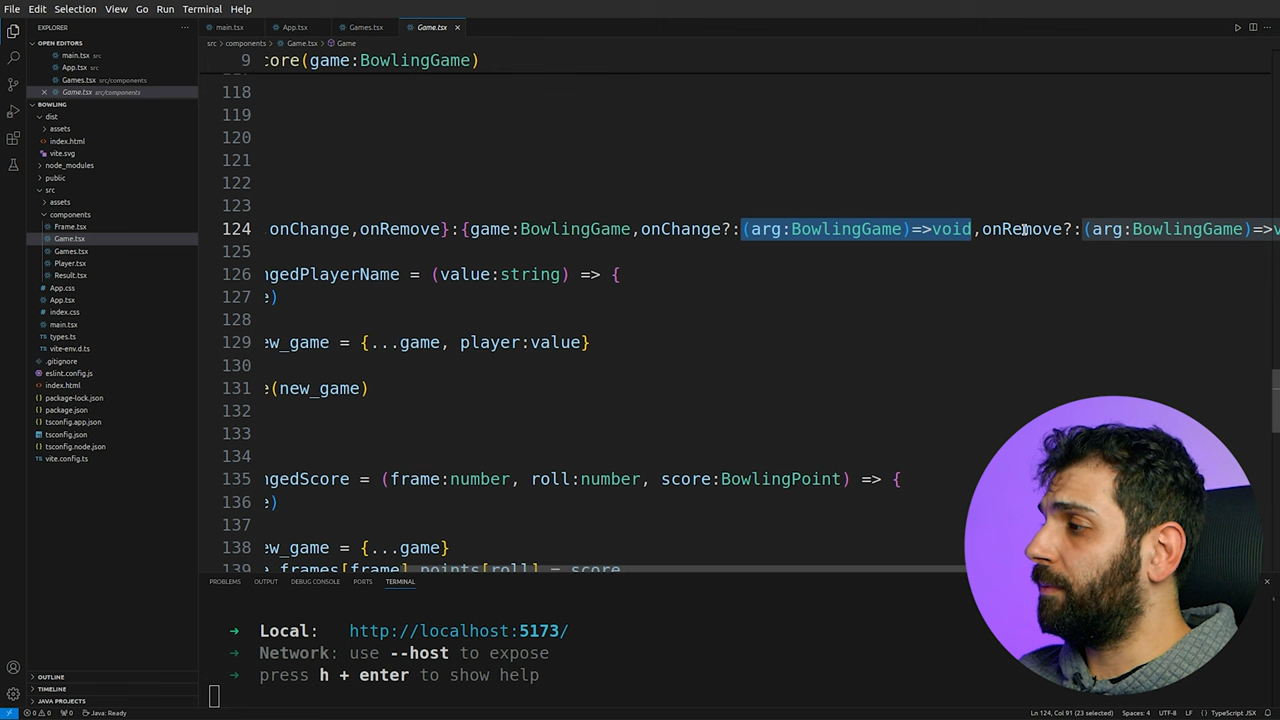 File Edit Selection View Go Run Terminal Help
EXPLORER
OPEN EDITORS
main.tsx src
App.tsx src
Games.tsx src/components
Game.tsx src/components
BOWLING
dist
assets
index.html
vite.svg
node_modules
public
src
assets
components
Frame.tsx
Game.tsx
Games.tsx
Player.tsx
Result.tsx
App.css
App.tsx
index.css
main.tsx
types.ts
vite-env.d.ts
.gitignore
eslint.config.js
index.html
package-lock.json
package.json
tsconfig.app.json
tsconfig.json
tsconfig.node.json
vite.config.ts
OUTLINE
TIMELINE
JAVA PROJECTS
main.tsx App.tsx Games.tsx Game.tsx
src > components > Game.tsx > Game
9 core(game:BowlingGame)
118
119
120
121
122
123
124 onChange,onRemove}:{game:BowlingGame,onChange?:(arg:BowlingGame)=>void,onRemove?:(arg:BowlingGame)=>v
125
126 ngedPlayerName = (value:string) => {
127 e)
128
129 ew_game = {...game, player:value}
130
131 e(new_game)
132
133
134
135 ngedScore = (frame:number, roll:number, score:BowlingPoint) => {
136 e)
137
138 ew_game = {...game}
139 e.frames[frame].points[roll] = score
PROBLEMS OUTPUT DEBUG CONSOLE PORTS TERMINAL
➜ Local: http://localhost:5173/
➜ Network: use --host to expose
➜ press h + enter to show help
0 0 0 Java: Ready
Ln 124, Col 91 (23 selected) Spaces: 4 UTF-8 LF {} TypeScript JSX